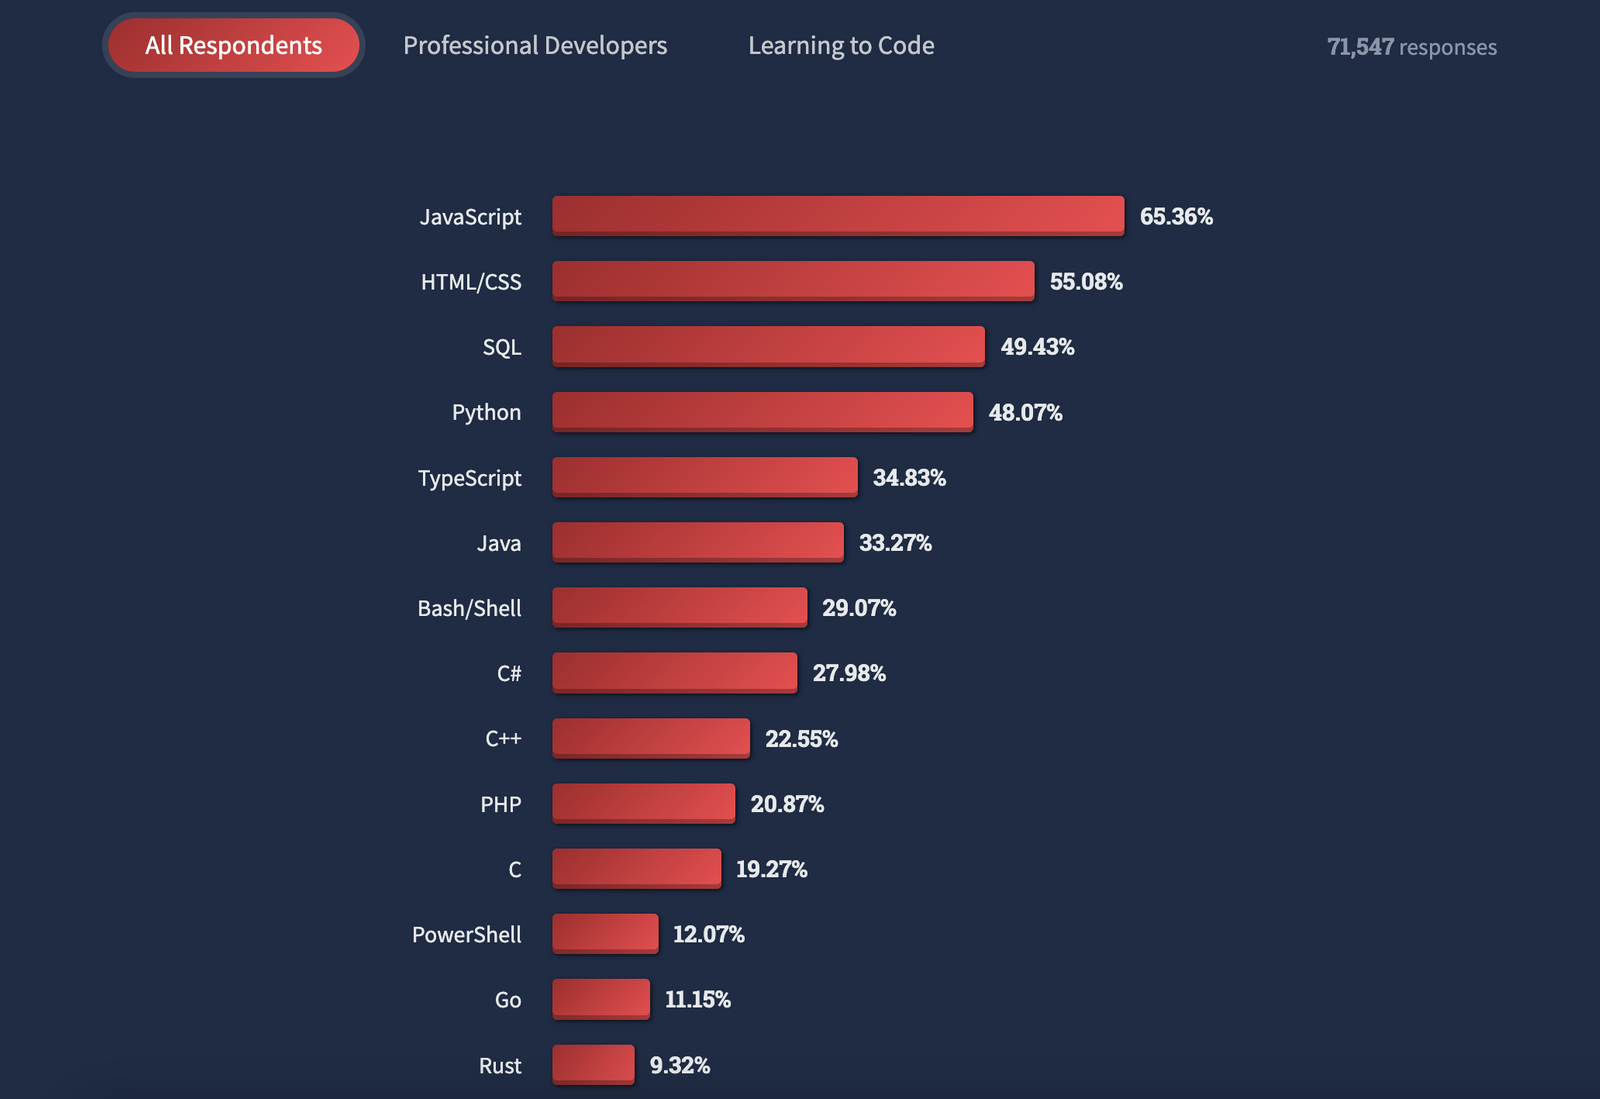 All Respondents Professional Developers Learning to Code 71,547 responses
JavaScript 65.36%
HTML/CSS 55.08%
SQL 49.43%
Python 48.07%
TypeScript 34.83%
Java 33.27%
Bash/Shell 29.07%
C# 27.98%
C++ 22.55%
PHP 20.87%
C 19.27%
PowerShell 12.07%
Go 11.15%
Rust 9.32%